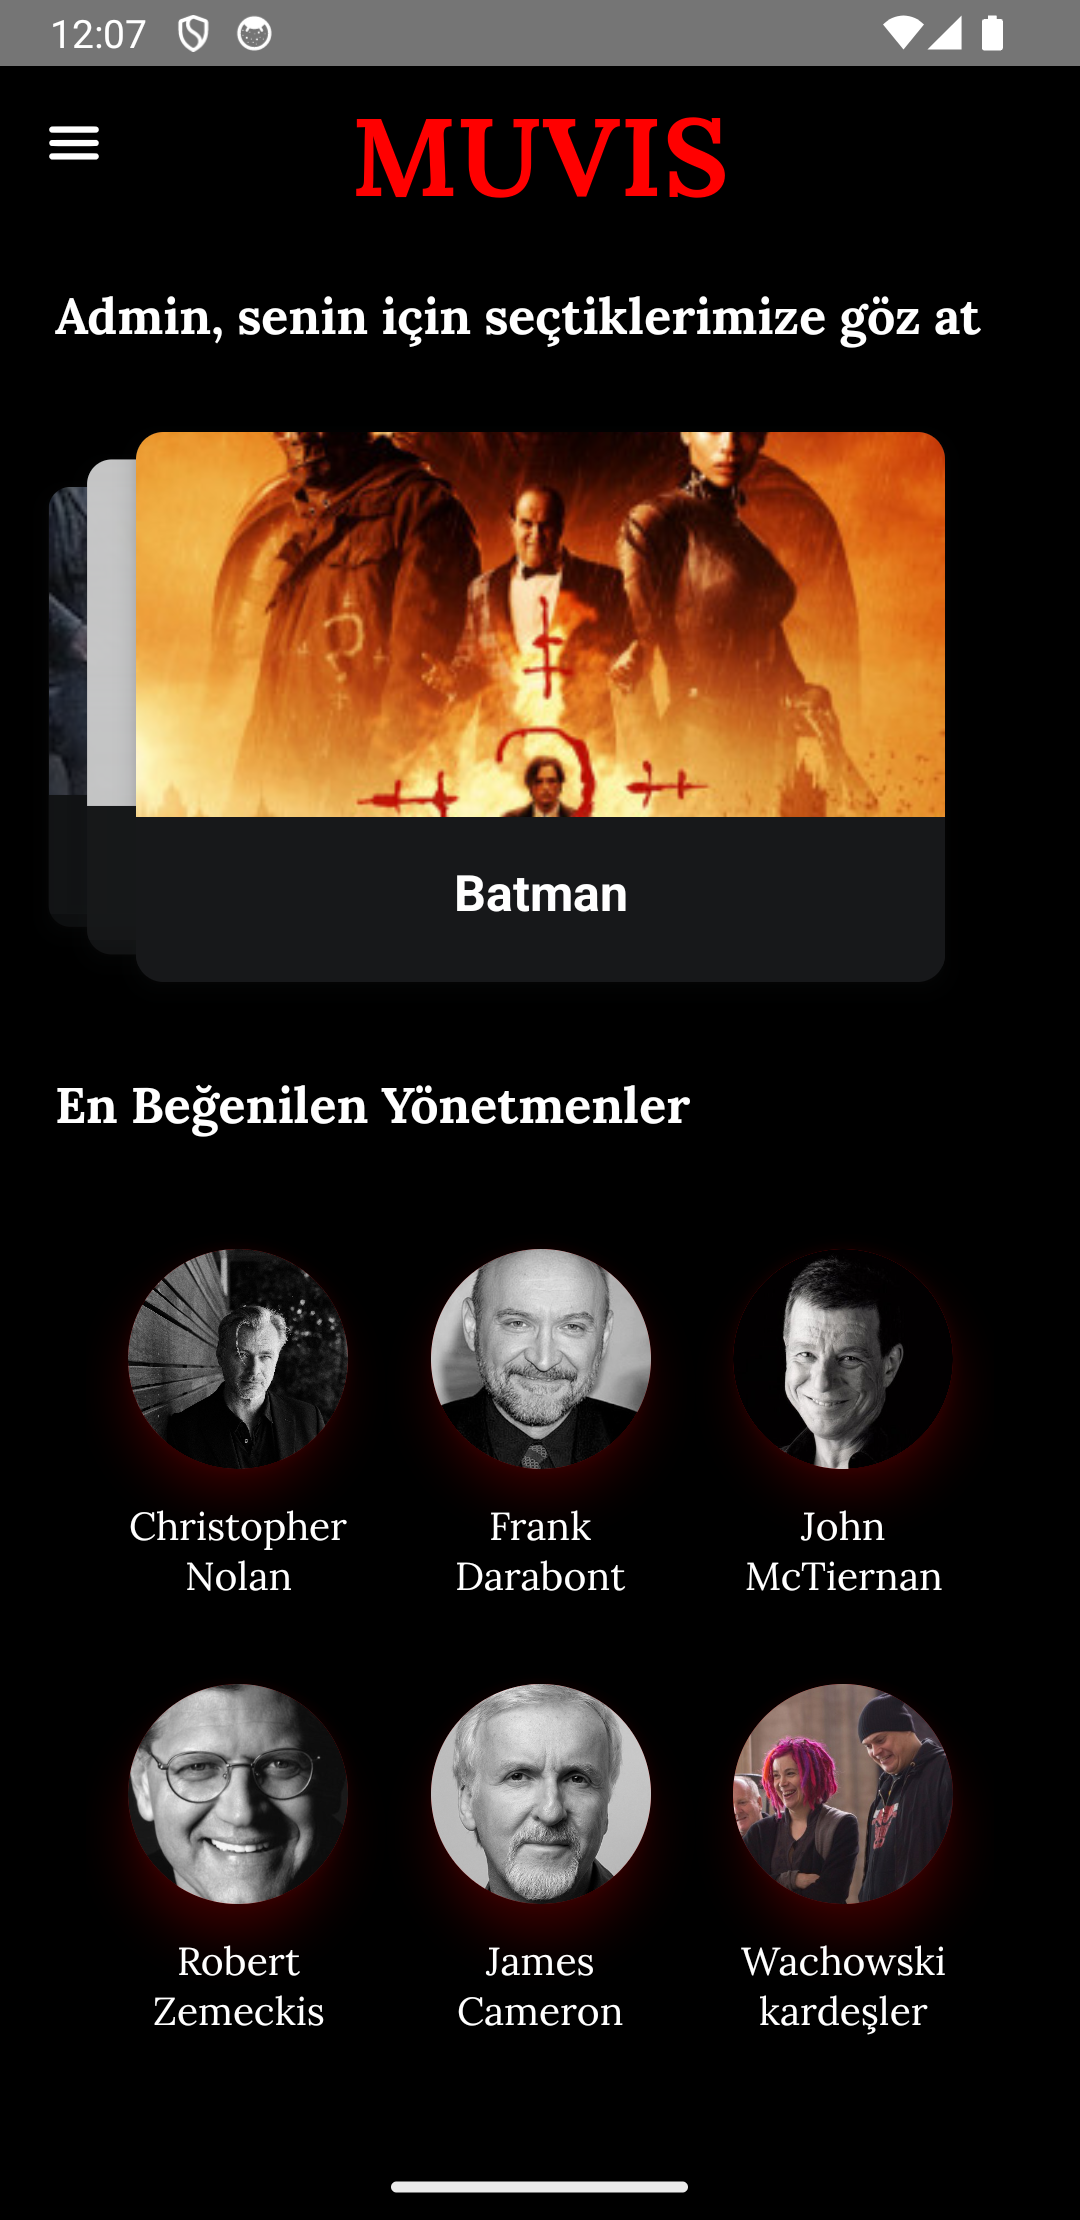 12:07
MUVIS
Admin, senin için seçtiklerimize göz at
Batman
En Beğenilen Yönetmenler
Christopher
Nolan
Frank
Darabont
John
McTiernan
Robert
Zemeckis
James
Cameron
Wachowski
kardeşler